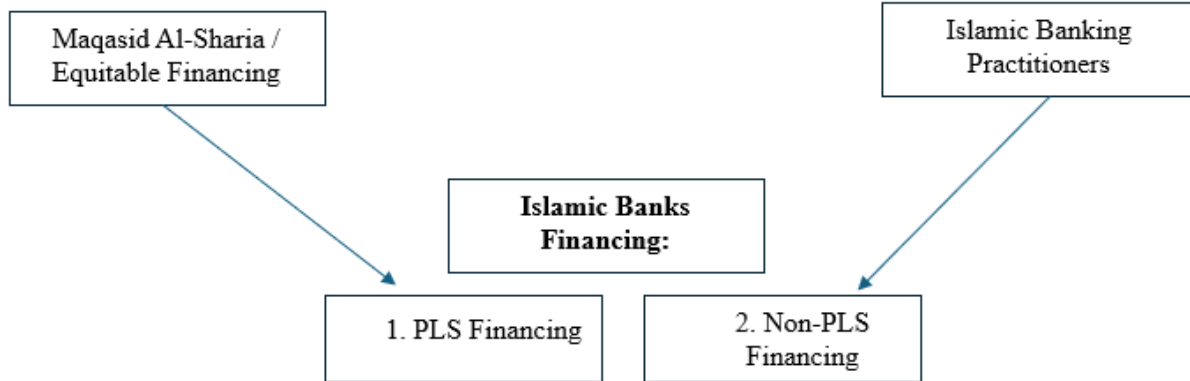 Maqasid Al-Sharia /
Equitable Financing
Islamic Banking
Practitioners
Islamic Banks
Financing:
1. PLS Financing
2. Non-PLS
Financing